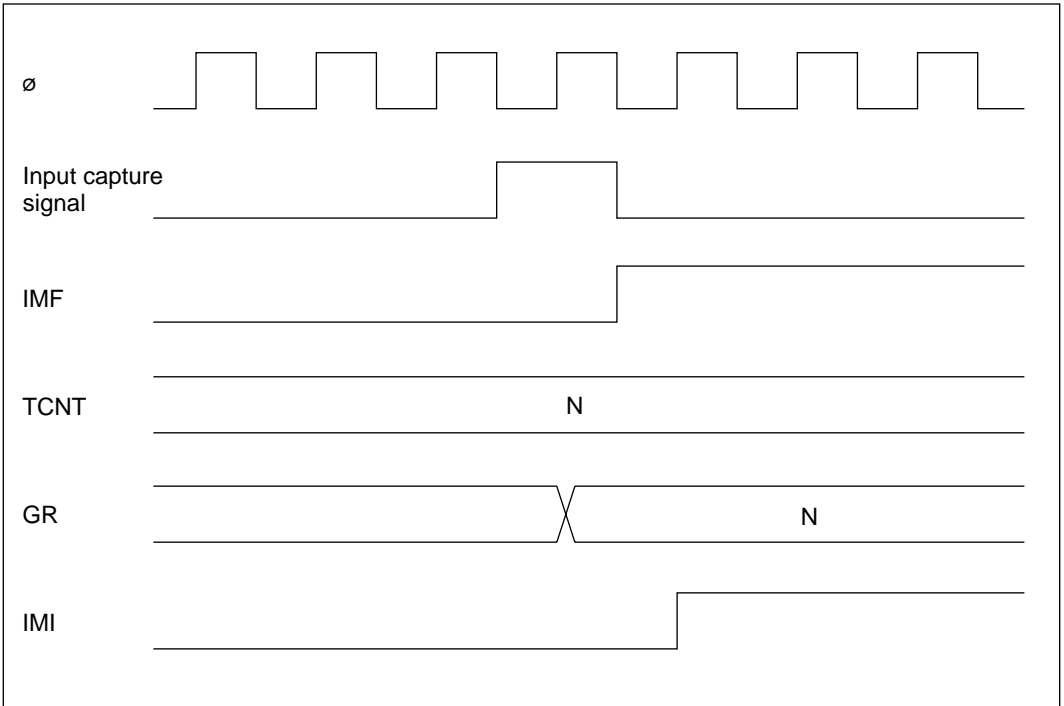 ø
Input capture
signal
IMF
TCNT
N
GR
N
IMI